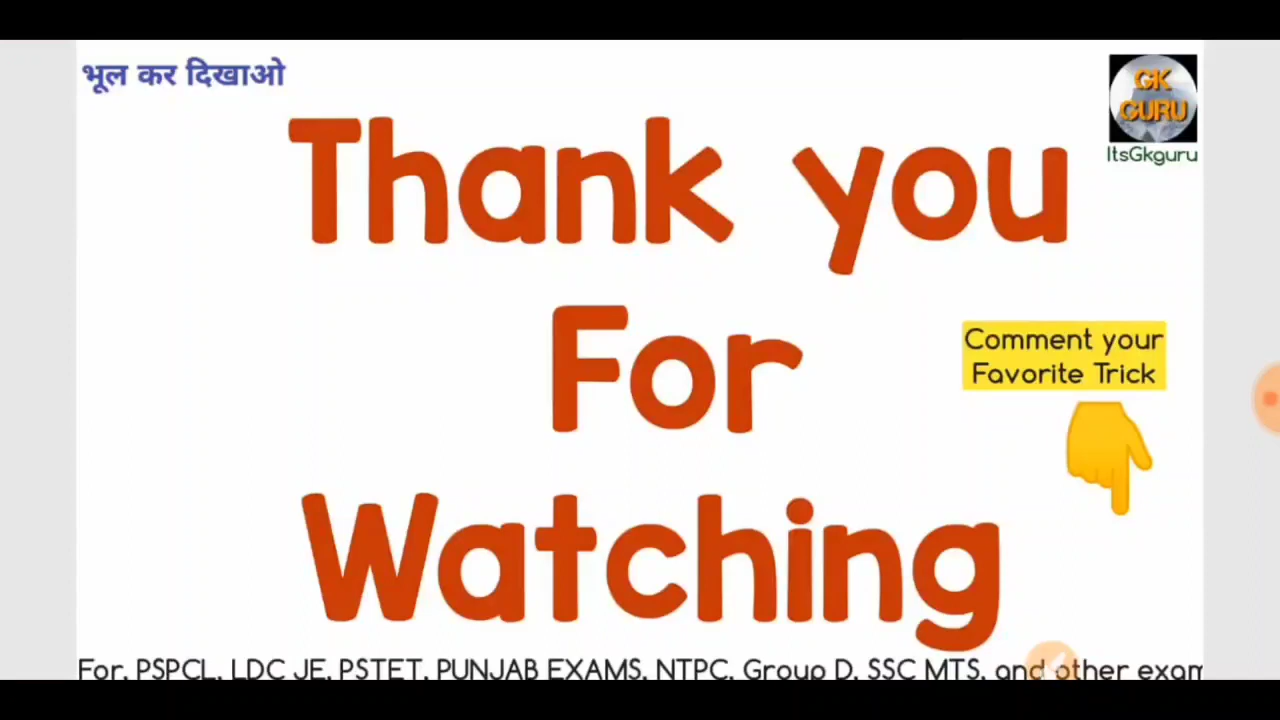 भूल कर दिखाओ
GK
GURU
ItsGkguru
Thank you
For
Watching
Comment your
Favorite Trick
For, PSPCL, LDC JE, PSTET, PUNJAB EXAMS, NTPC, Group D, SSC MTS, and other exam